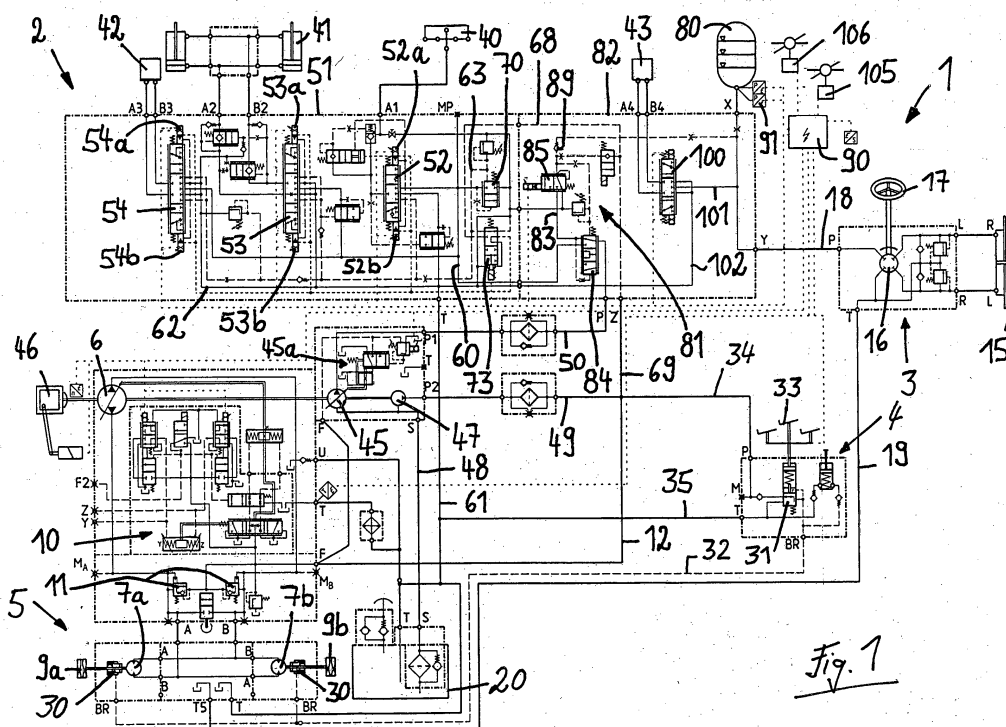 42 41 52a 40 43 80 106
2 51 63 70 68 82 105 1
53a 89
A3 B3 A2 B2 A1 MP A4 B4 X 91
54a 85 100 90
52 17
54 53 83 101 18
54b 52b Y P L R
62 53b 102
T P Z 16 R L
46 6 45a P1 60 73 50 84 81 T 3 15
T 69 34
P2 33
45 47 49 4
F S P
U 48 19
F2 M
T 61 35 T
Z
Y 10 12 31
Y Z F 32 BR
MA MB
11
5 7a 7b T S
A B 9b
9a A B
30 B A 30 20
BR TS T BR
Fig. 1